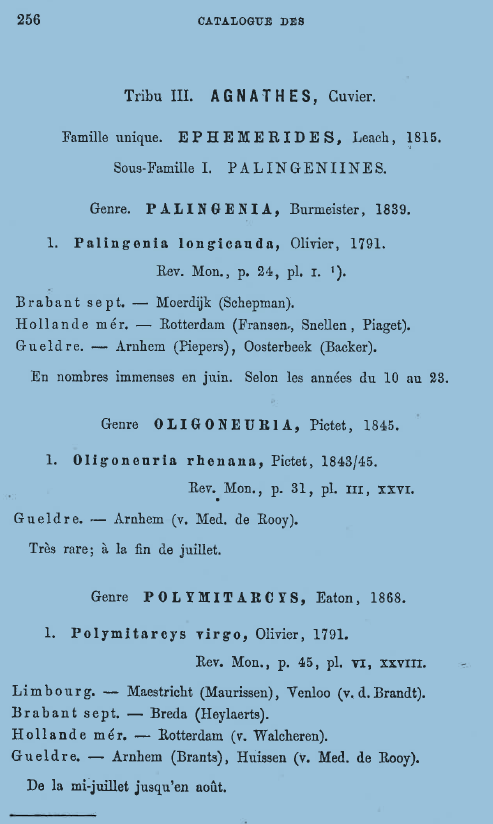 256 CATALOGUE DES
Tribu III. AGNATHES, Cuvier.
Famille unique. EPHEMERIDES, Leach, 1815.
Sous-Famille I. PALINGENIINES.
Genre. PALINGENIA, Burmeister, 1839.
1. Palingenia longicauda, Olivier, 1791.
Rev. Mon., p. 24, pl. I. ¹).
Brabant sept. — Moerdijk (Schepman).
Hollande mér. — Rotterdam (Fransen, Snellen, Piaget).
Gueldre. — Arnhem (Piepers), Oosterbeek (Backer).
En nombres immenses en juin. Selon les années du 10 au 23.
Genre OLIGONEURIA, Pictet, 1845.
1. Oligoneuria rhenana, Pictet, 1843/45.
Rev. Mon., p. 31, pl. III, XXVI.
Gueldre. — Arnhem (v. Med. de Rooy).
Très rare; à la fin de juillet.
Genre POLYMITARCYS, Eaton, 1868.
1. Polymitarcys virgo, Olivier, 1791.
Rev. Mon., p. 45, pl. VI, XXVIII.
Limbourg. — Maestricht (Maurissen), Venloo (v. d. Brandt).
Brabant sept. — Breda (Heylaerts).
Hollande mér. — Rotterdam (v. Walcheren).
Gueldre. — Arnhem (Brants), Huissen (v. Med. de Rooy).
De la mi-juillet jusqu'en août.